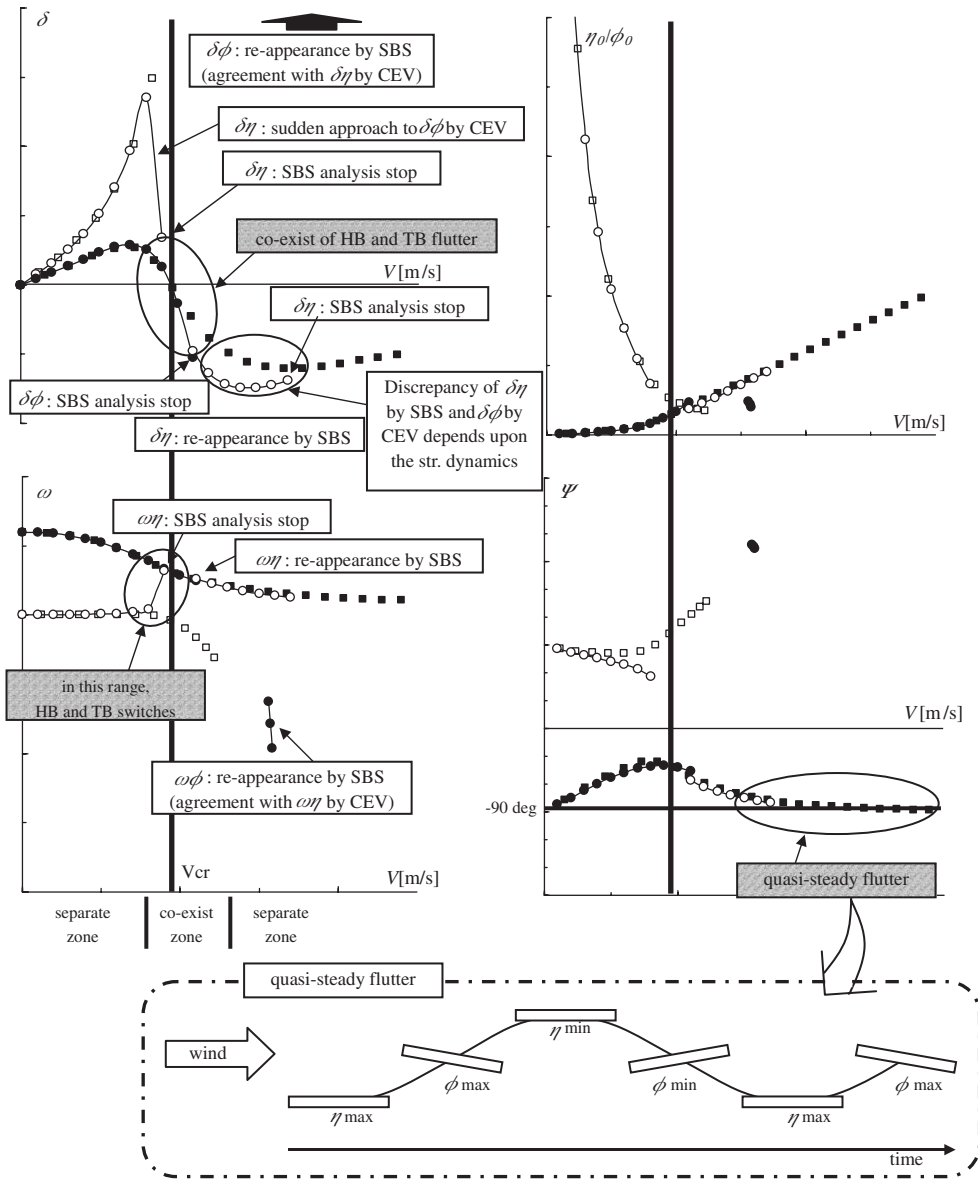 δ
δϕ : re-appearance by SBS
(agreement with δη by CEV)
δη : sudden approach to δϕ by CEV
δη : SBS analysis stop
co-exist of HB and TB flutter
V[m/s]
δη : SBS analysis stop
δϕ: SBS analysis stop
δη: re-appearance by SBS
Discrepancy of δη
by SBS and δϕ by
CEV depends upon
the str. dynamics
η0/ϕ0
V[m/s]
ω
ωη: SBS analysis stop
ωη: re-appearance by SBS
in this range,
HB and TB switches
ωϕ : re-appearance by SBS
(agreement with ωη by CEV)
Vcr
V[m/s]
separate
zone
co-exist
zone
separate
zone
Ψ
V[m/s]
-90 deg
quasi-steady flutter
quasi-steady flutter
wind
η max
ϕ max
η min
ϕ min
η max
ϕ max
time